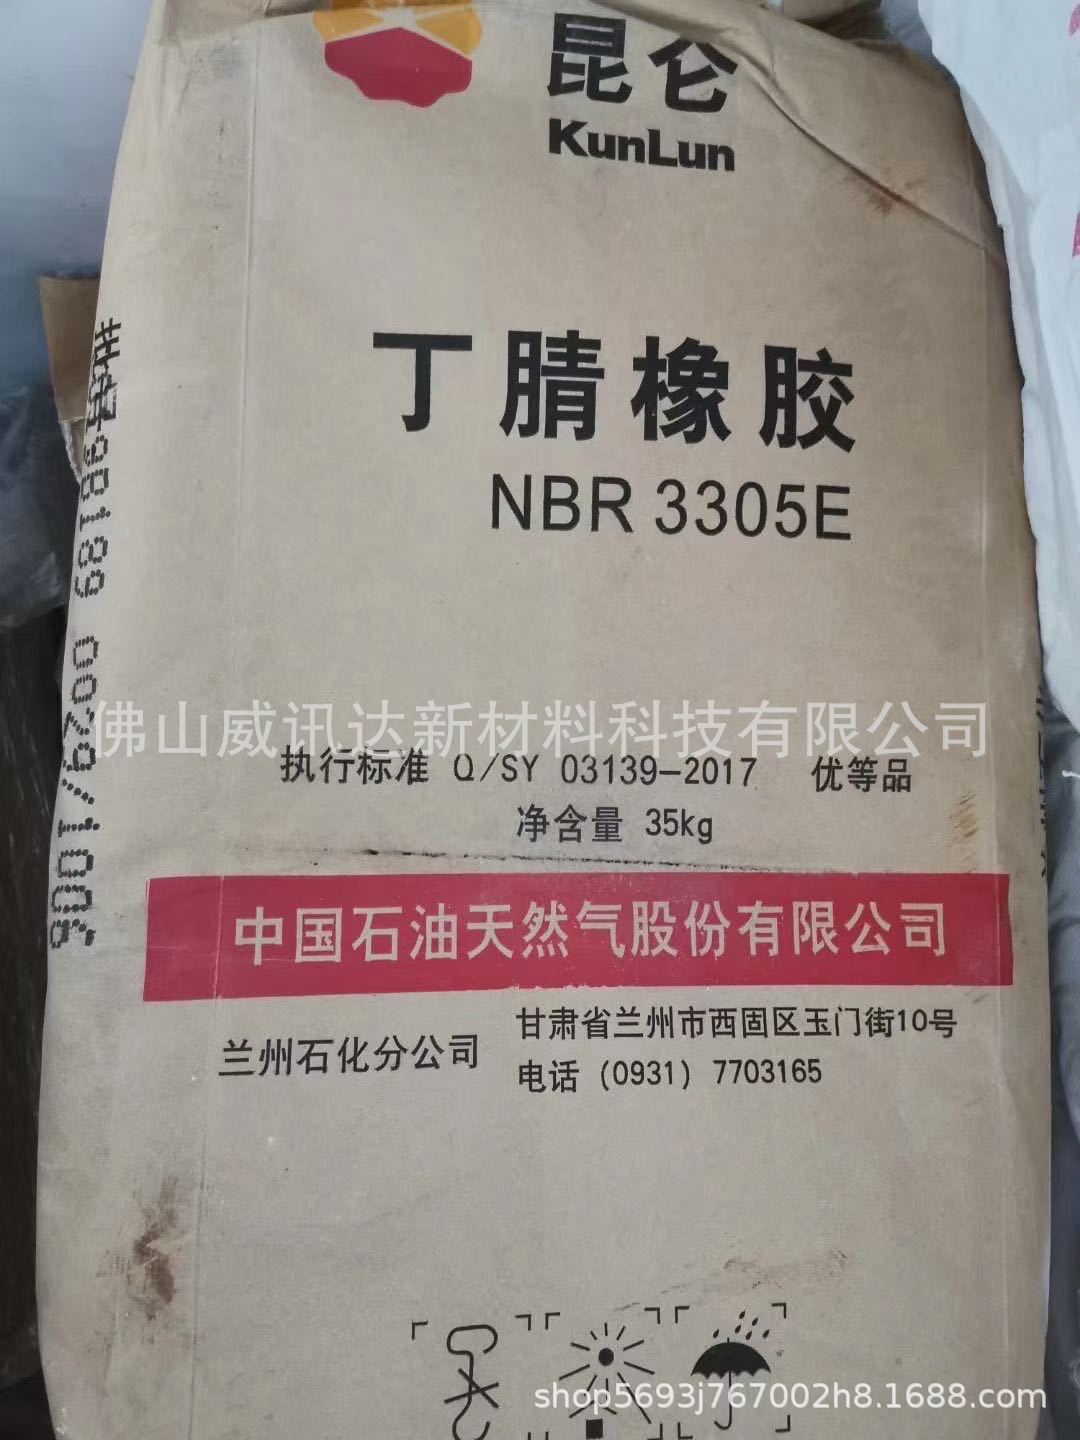 昆仑
KunLun
丁腈橡胶
NBR 3305E
佛山威讯达新材料科技有限公司
执行标准 Q/SY 03139-2017 优等品
净含量 35kg
中国石油天然气股份有限公司
兰州石化分公司
甘肃省兰州市西固区玉门街10号
电话 (0931) 7703165
shop5693j767002h8.1688.com